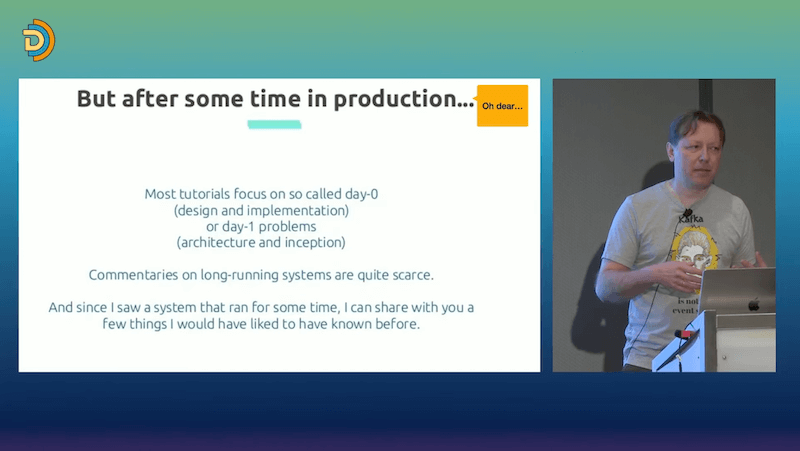 But after some time in production...
Oh dear...
Most tutorials focus on so called day-0
(design and implementation)
or day-1 problems
(architecture and inception)
Commentaries on long-running systems are quite scarce.
And since I saw a system that ran for some time, I can share with you a
few things I would have liked to have known before.
Kafka
is not
event s